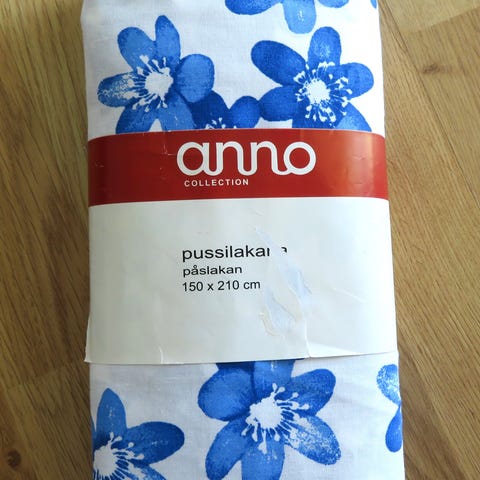 anno
COLLECTION
pussilakana
påslakan
150 x 210 cm